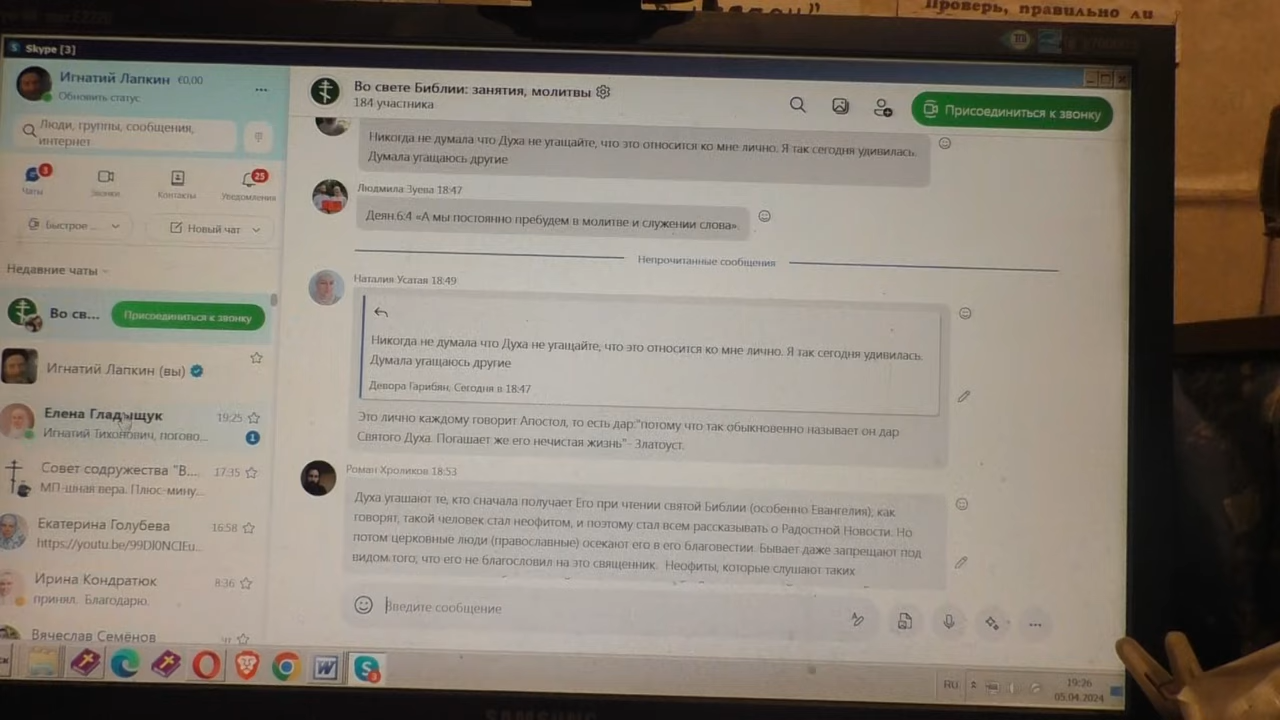 Проверь, правильно ли
Skype [3]
Игнатий Лапкин €0,00
Обновить статус
Люди, группы, сообщения,
интернет
3
25
Чаты
Звонки
Контакты
Уведомления
Быстрое ...
Новый чат
Недавние чаты
Во св...
Присоединиться к звонку
Игнатий Лапкин (вы)
Елена Гладыщук
19:25
Игнатий Тихонович, погово...
1
Совет содружества "В...
17:35
МП-шная вера. Плюс-мину...
Екатерина Голубева
16:58
https://youtu.be/99DI0NCIEu...
Ирина Кондратюк
8:36
принял. Благодарю.
Вячеслав Семёнов
Во свете Библии: занятия, молитвы
184 участника
Присоединиться к звонку
Никогда не думала что Духа не угащайте, что это относится ко мне лично. Я так сегодня удивилась.
Думала угащаюсь другие
Людмила Зуева 18:47
Деян.6:4 «А мы постоянно пребудем в молитве и служении слова».
Непрочитанные сообщения
Наталия Усатая 18:49
Никогда не думала что Духа не угащайте, что это относится ко мне лично. Я так сегодня удивилась.
Думала угащаюсь другие
Девора Гарибян, Сегодня в 18:47
Это лично каждому говорит Апостол, то есть дар:"потому что так обыкновенно называет он дар
Святого Духа. Погашает же его нечистая жизнь"- Златоуст.
Роман Хроликов 18:53
Духа угашают те, кто сначала получает Его при чтении святой Библии (особенно Евангелия), как
говорят, такой человек стал неофитом, и поэтому стал всем рассказывать о Радостной Новости. Но
потом церковные люди (православные) осекают его в его благовестии. Бывает даже запрещают под
видом того, что его не благословил на это священник. Неофиты, которые слушают таких
Введите сообщение
RU
19:26
05.04.2024
SAMSUNG